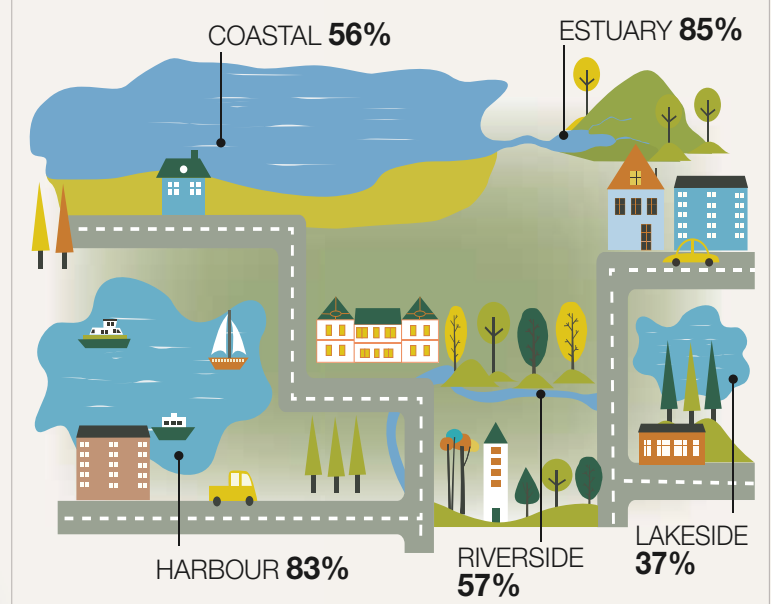 COASTAL 56%
ESTUARY 85%
HARBOUR 83%
RIVERSIDE
57%
LAKESIDE
37%